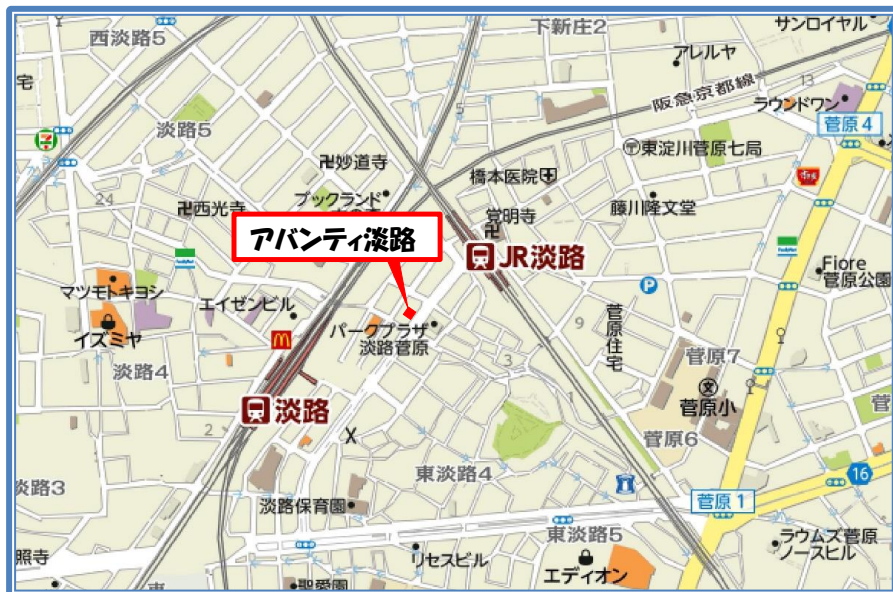 下新庄2
サンロイヤル
西淡路5
アレルヤ
宅
阪急京都線
13
ラウンドワン
5
菅原4
淡路5
〒東淀川菅原七局
卍妙道寺
橋本医院
24
ブックランド
卍西光寺
覚明寺
卍
藤川隆文堂
アバンティ淡路
JR淡路
Fiore
菅原公園
マツモトキヨシ
エイゼンビル
P
イズミヤ
パークプラザ
淡路菅原
9
菅原住宅
淡路4
3
菅原7
文
菅原小
1
淡路
2
X
菅原6
東淡路4
淡路3
16
菅原1
淡路保育園
東淡路5
ラウムズ菅原
ノースヒル
照寺
リセスビル
エディオン
聖愛園